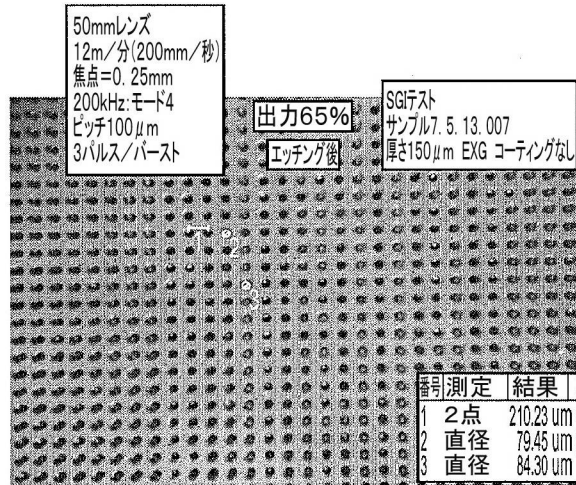 50mmレンズ
12m/分(200mm/秒)
焦点=0.25mm
200kHz:モード4
ピッチ100μm
3パルス/バースト
出力65%
エッチング後
SGIテスト
サンプル7.5.13.007
厚さ150μm EXG コーティングなし
1
2
3
番号 測定 結果
1 2点 210.23 um
2 直径 79.45 um
3 直径 84.30 um